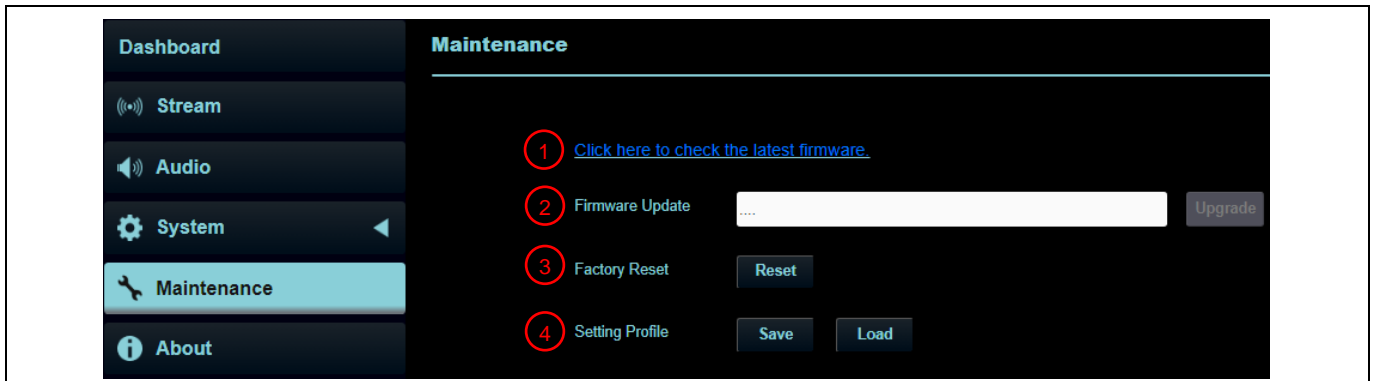 Dashboard
Stream
Audio
System
Maintenance
About
Maintenance
1 Click here to check the latest firmware.
2 Firmware Update .... Upgrade
3 Factory Reset Reset
4 Setting Profile Save Load